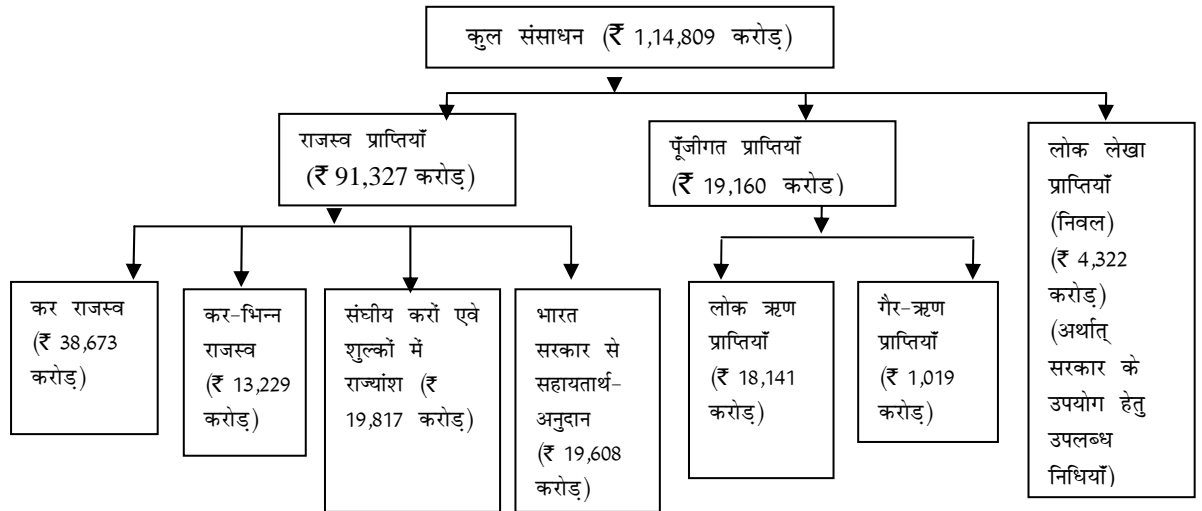 कुल संसाधन (₹ 1,14,809 करोड़)
राजस्व प्राप्तियाँ
(₹ 91,327 करोड़)
पूँजीगत प्राप्तियाँ
(₹ 19,160 करोड)
लोक लेखा
प्राप्तियाँ
(निवल)
(₹ 4,322
करोड़)
(अर्थात्
सरकार के
उपयोग हेतु
उपलब्ध
निधियाँ)
कर राजस्व
(₹ 38,673
करोड़)
कर-भिन्न
राजस्व
(₹ 13,229
करोड़)
संघीय करों एवे
शुल्कों में
राज्यांश (₹
19,817 करोड़)
भारत
सरकार से
सहायतार्थ-
अनुदान
(₹ 19,608
करोड़)
लोक ऋण
प्राप्तियाँ
(₹ 18,141
करोड़)
गैर-ऋण
प्राप्तियाँ
(₹ 1,019
करोड़)